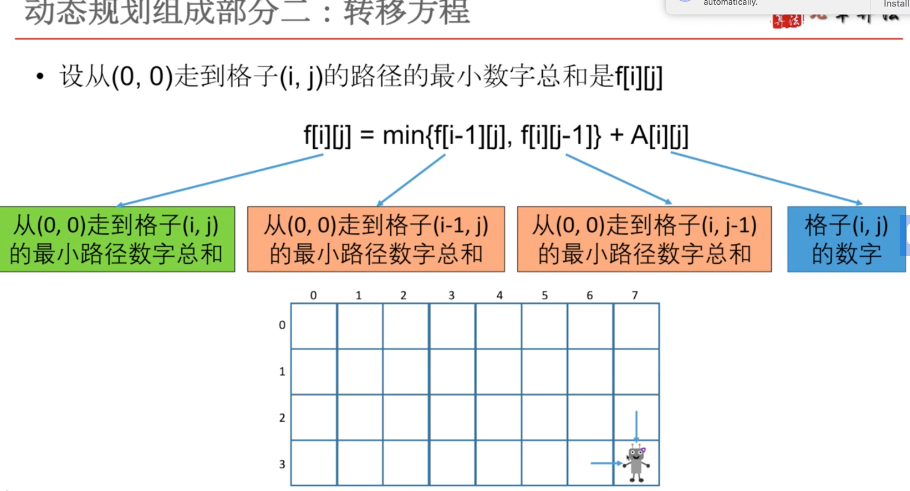 automatically.
Install
动态规划组成部分二：转移方程
• 设从(0, 0)走到格子(i, j)的路径的最小数字总和是f[i][j]
f[i][j] = min{f[i-1][j], f[i][j-1]} + A[i][j]
从(0, 0)走到格子(i, j)
的最小路径数字总和
从(0, 0)走到格子(i-1, j)
的最小路径数字总和
从(0, 0)走到格子(i, j-1)
的最小路径数字总和
格子(i, j)
的数字
0 1 2 3 4 5 6 7
0
1
2
3